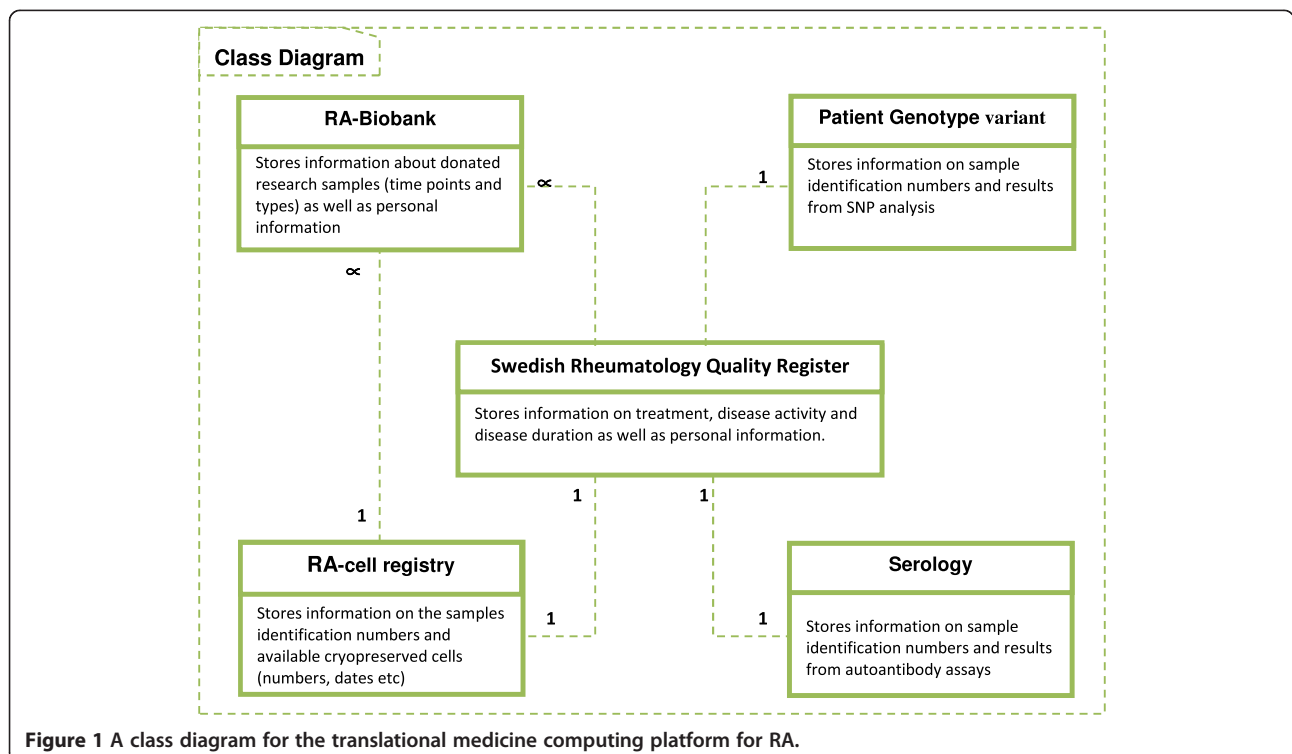 Class Diagram
RA-Biobank
Stores information about donated
research samples (time points and
types) as well as personal
information
∝
∝
Patient Genotype variant
Stores information on sample
identification numbers and results
from SNP analysis
1
Swedish Rheumatology Quality Register
Stores information on treatment, disease activity and
disease duration as well as personal information.
1
1
1
RA-cell registry
Stores information on the samples
identification numbers and
available cryopreserved cells
(numbers, dates etc)
1
Serology
Stores information on sample
identification numbers and results
from autoantibody assays
1
Figure 1 A class diagram for the translational medicine computing platform for RA.